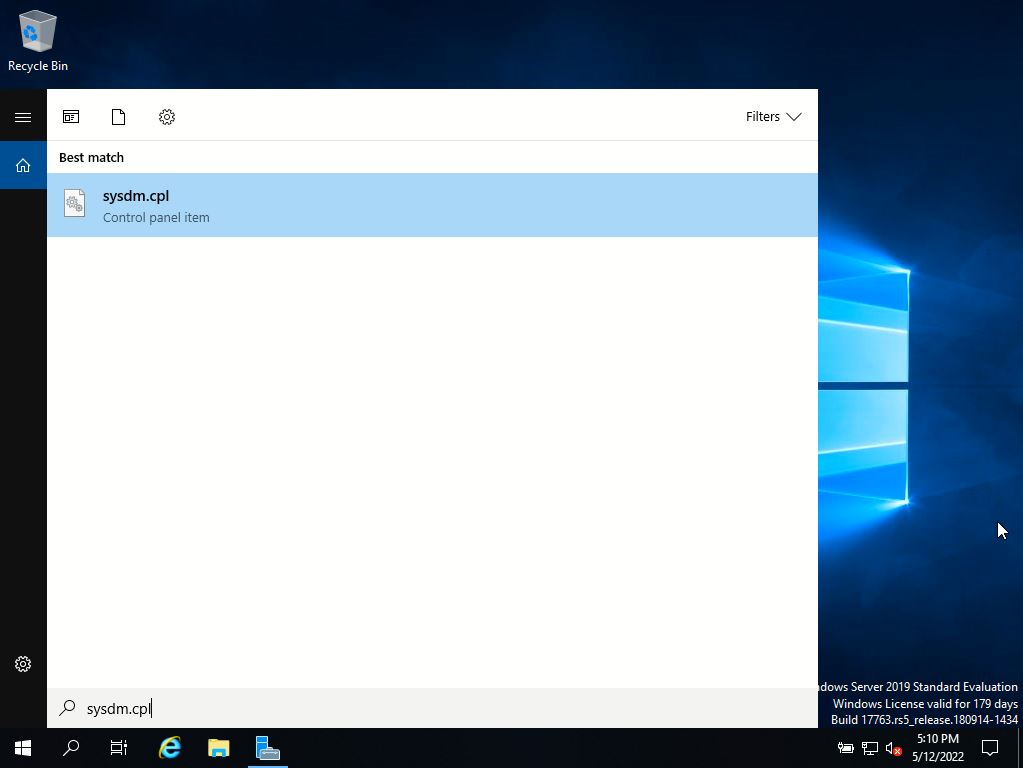 Recycle Bin
Filters
Best match
sysdm.cpl
Control panel item
sysdm.cpl
dows Server 2019 Standard Evaluation
Windows License valid for 179 days
Build 17763.rs5_release.180914-1434
5:10 PM
5/12/2022